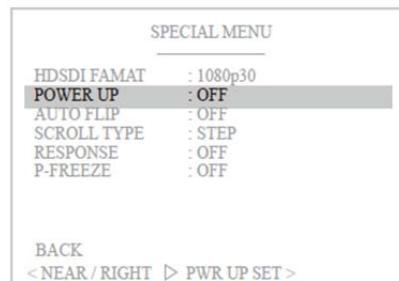 SPECIAL MENU
HDSDI FAMAT : 1080p30
POWER UP : OFF
AUTO FLIP : OFF
SCROLL TYPE : STEP
RESPONSE : OFF
P-FREEZE : OFF
BACK
< NEAR / RIGHT ▷ PWR UP SET >